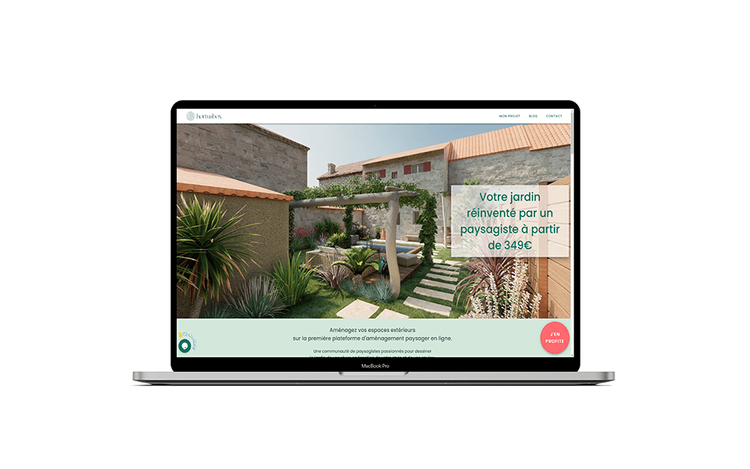 hortusbox
MON PROJET BLOG CONTACT
Votre jardin
réinventé par un
paysagiste à partir
de 349€
Aménagez vos espaces extérieurs
sur la première plateforme d'aménagement paysager en ligne.
Une communauté de paysagistes passionnés pour dessiner
J'EN
PROFITE
MacBook Pro